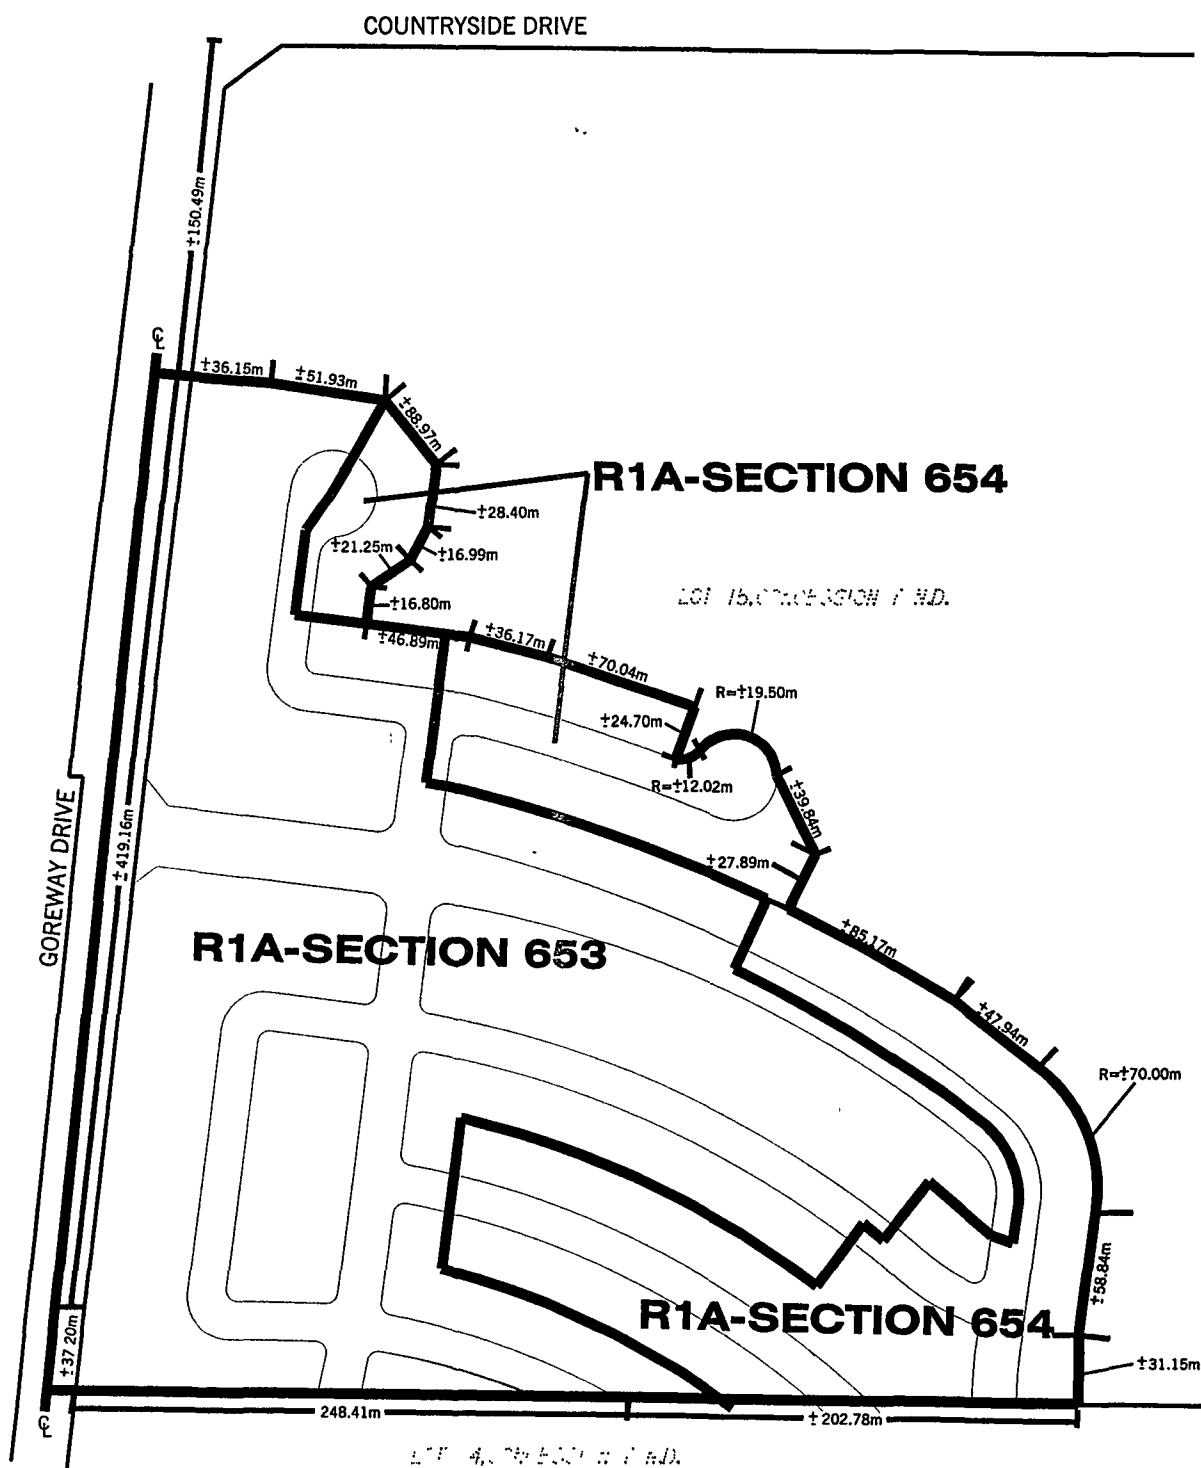 COUNTRYSIDE DRIVE
±150.49m
℄
±36.15m
±51.93m
±88.97m
R1A-SECTION 654
±28.40m
±21.25m
±16.99m
±16.80m
±46.89m
±36.17m
±70.04m
R=±19.50m
±24.70m
R=±12.02m
±39.84m
±27.89m
GOREWAY DRIVE
±419.16m
R1A-SECTION 653
±85.17m
±47.94m
R=±70.00m
±58.84m
R1A-SECTION 654
±31.15m
±37.20m
248.41m
±202.78m
℄
N.D.